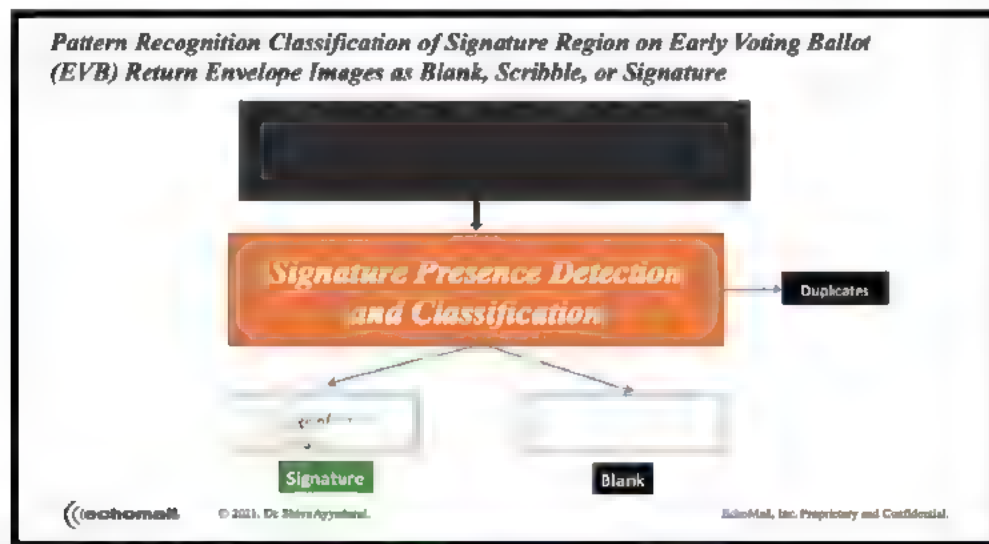 Pattern Recognition Classification of Signature Region on Early Voting Ballot
(EVB) Return Envelope Images as Blank, Scribble, or Signature
Signature Presence Detection
and Classification
Duplicates
Signature
Blank
echomail
© 2021. Dr. Shiva Ayyadurai.
EchoMail, Inc. Proprietary and Confidential.